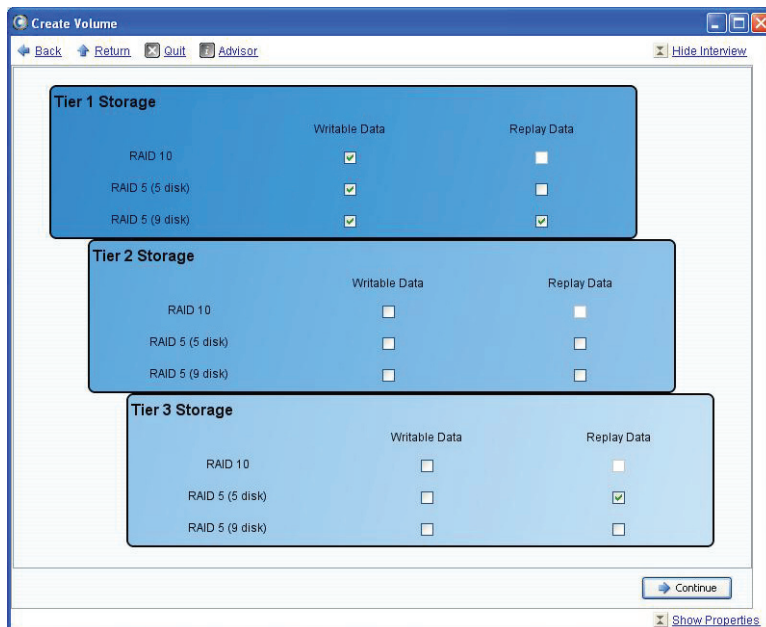 Create Volume
Back Return Quit Advisor Hide Interview
Tier 1 Storage
Writable Data Replay Data
RAID 10
RAID 5 (5 disk)
RAID 5 (9 disk)
Tier 2 Storage
Writable Data Replay Data
RAID 10
RAID 5 (5 disk)
RAID 5 (9 disk)
Tier 3 Storage
Writable Data Replay Data
RAID 10
RAID 5 (5 disk)
RAID 5 (9 disk)
Continue
Show Properties